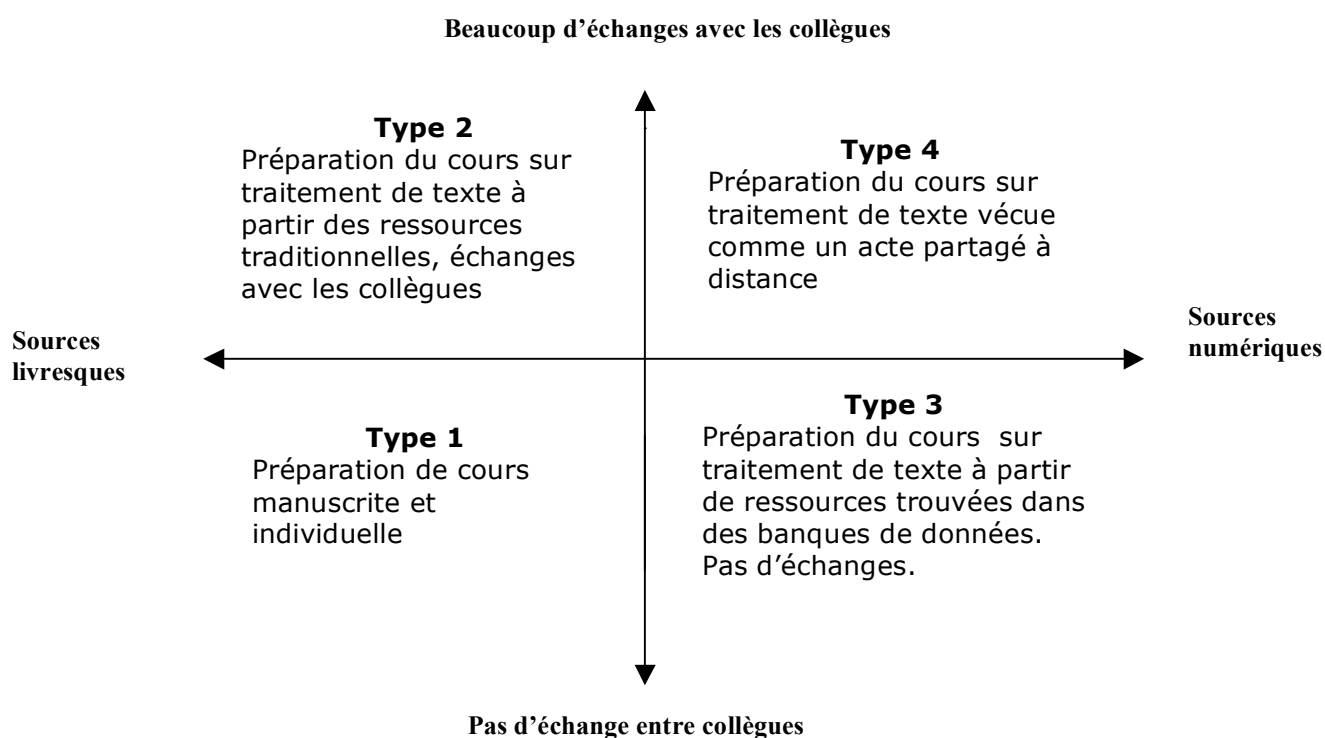 Beaucoup d’échanges avec les collègues
Type 2
Préparation du cours sur
traitement de texte à
partir des ressources
traditionnelles, échanges
avec les collègues
Type 4
Préparation du cours sur
traitement de texte vécue
comme un acte partagé à
distance
Sources
livresques
Sources
numériques
Type 1
Préparation de cours
manuscrite et
individuelle
Type 3
Préparation du cours  sur
traitement de texte à partir
de ressources trouvées dans
des banques de données.
Pas d’échanges.
Pas d’échange entre collègues